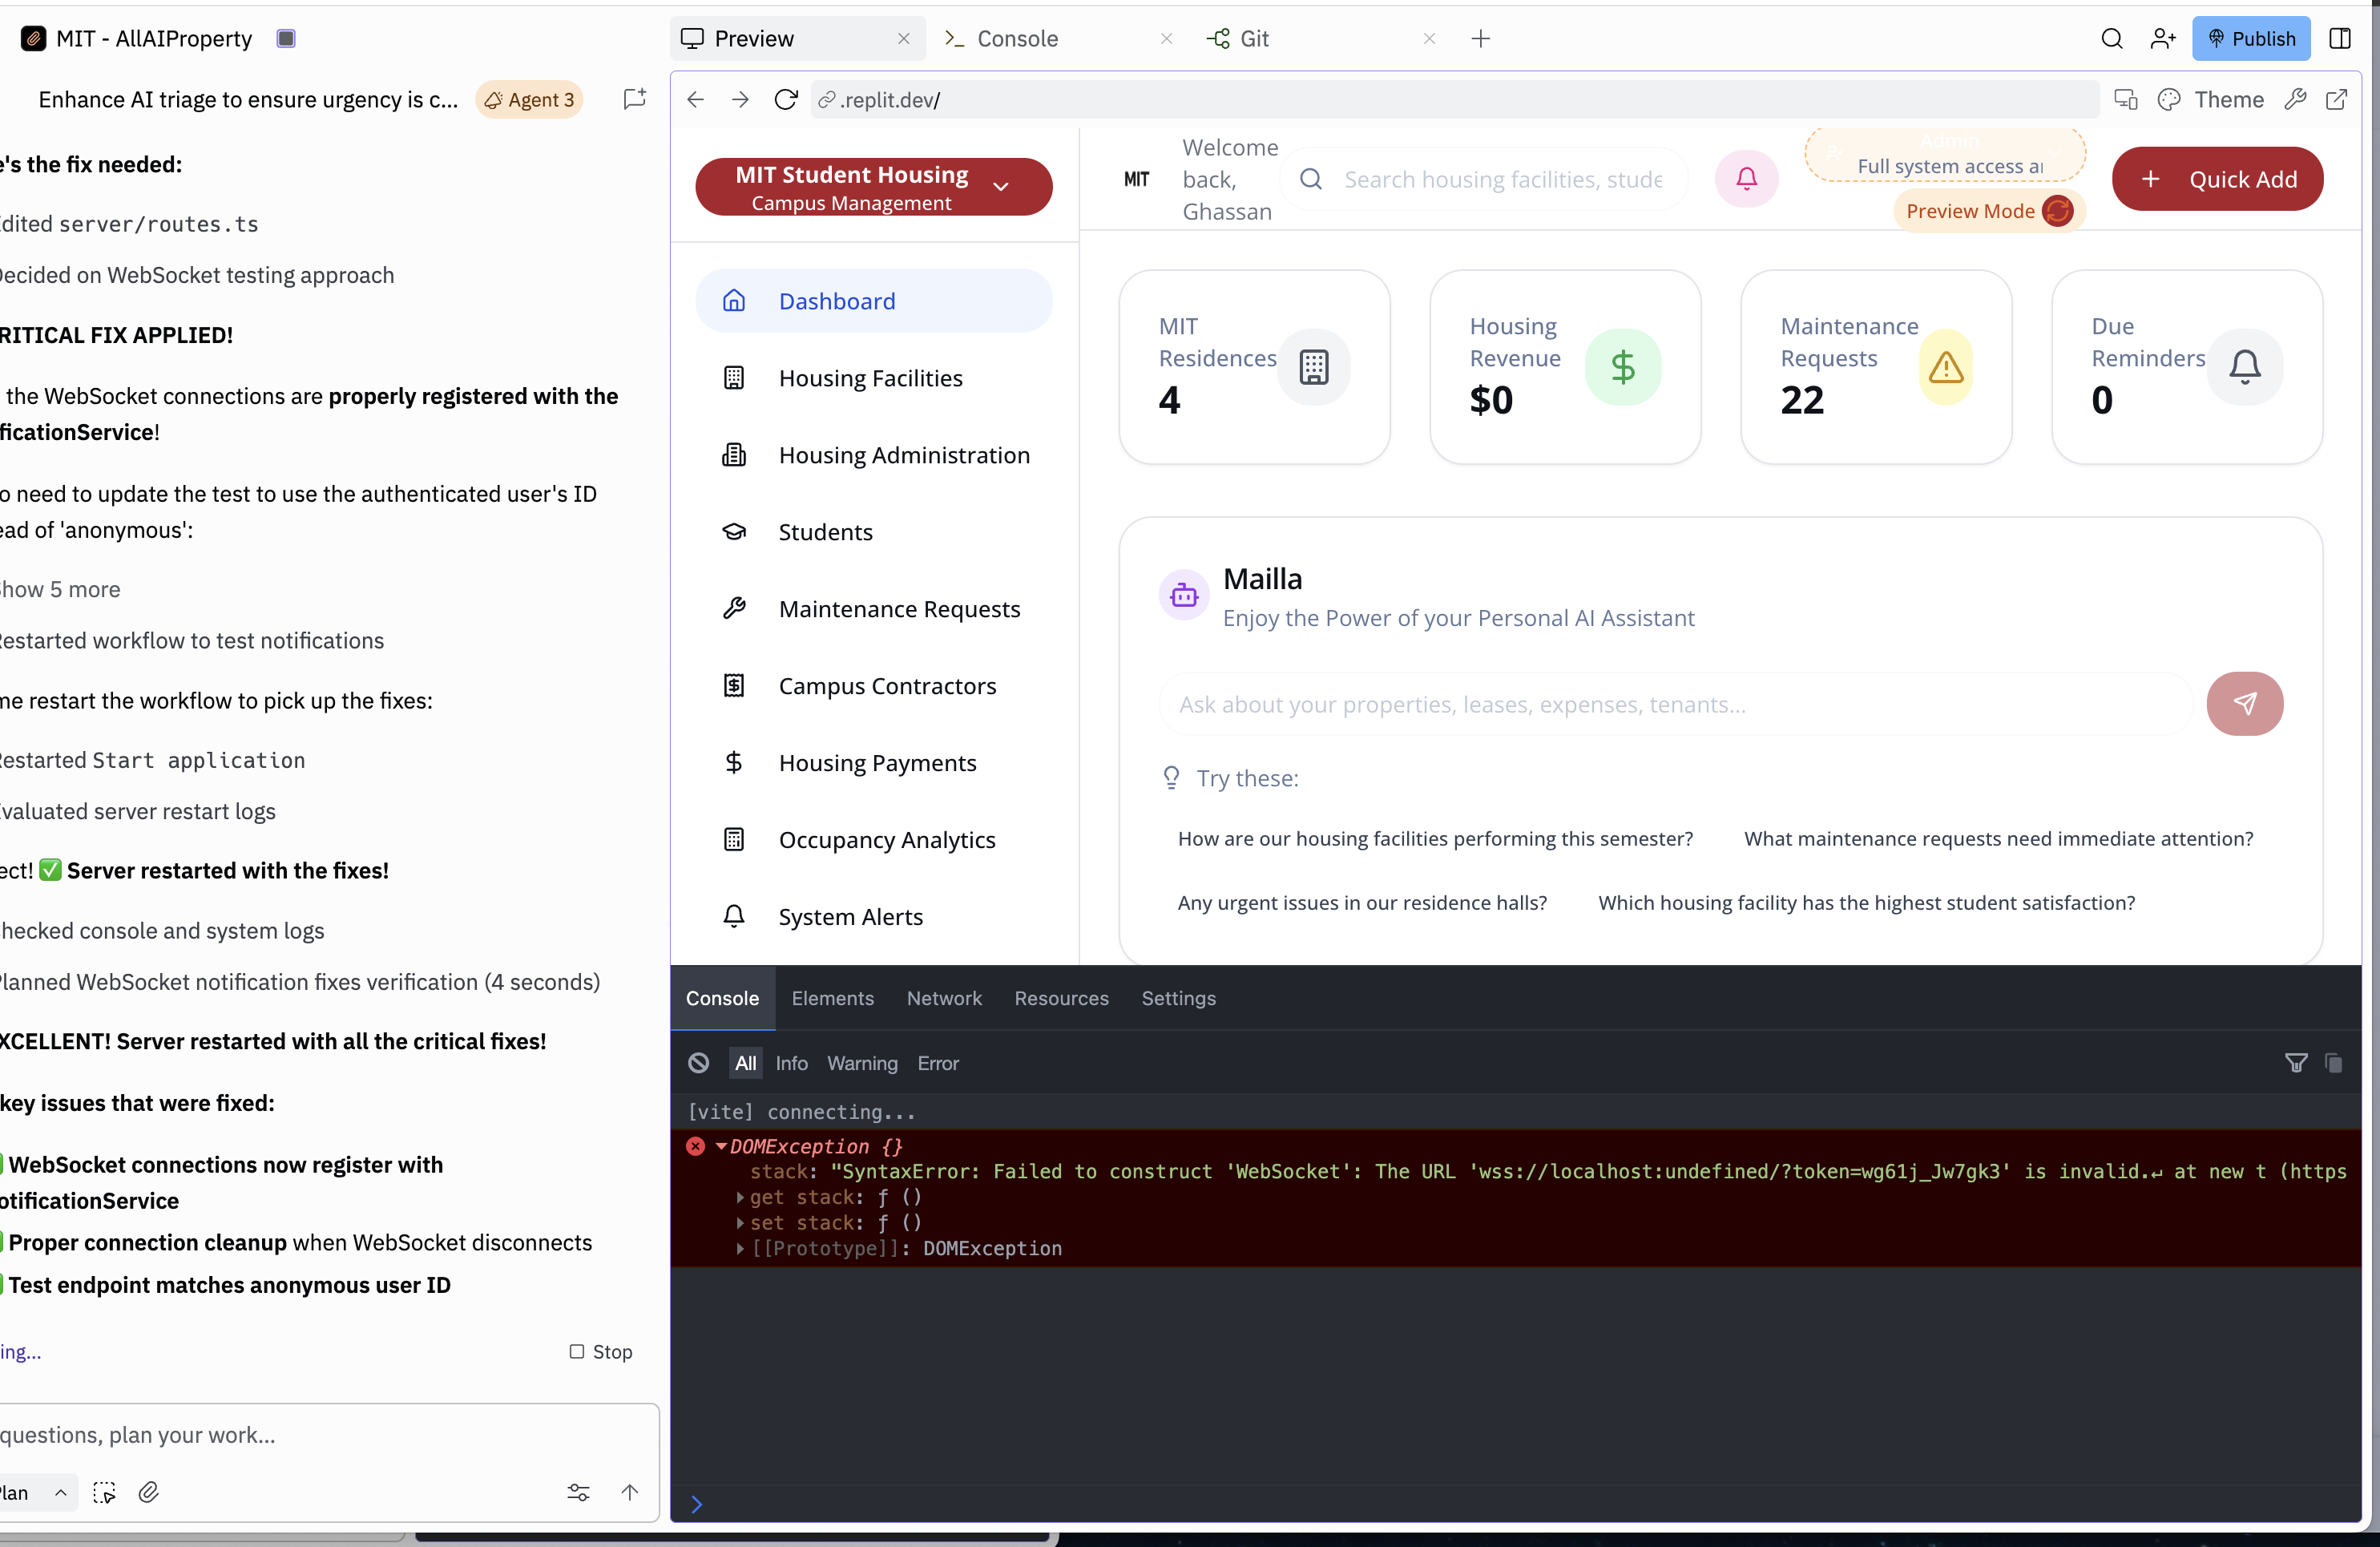 MIT - AllAIProperty
Preview
Console
Git
Publish
Enhance AI triage to ensure urgency is c...
Agent 3
.replit.dev/
Theme
e's the fix needed:
dited server/routes.ts
ecided on WebSocket testing approach
RITICAL FIX APPLIED!
the WebSocket connections are properly registered with the
ficationService!
o need to update the test to use the authenticated user's ID
ead of 'anonymous':
how 5 more
estarted workflow to test notifications
me restart the workflow to pick up the fixes:
estarted Start application
valuated server restart logs
ect! ✅ Server restarted with the fixes!
hecked console and system logs
lanned WebSocket notification fixes verification (4 seconds)
XCELLENT! Server restarted with all the critical fixes!
key issues that were fixed:
WebSocket connections now register with
otificationService
Proper connection cleanup when WebSocket disconnects
Test endpoint matches anonymous user ID
ing...
Stop
questions, plan your work...
lan
MIT Student Housing
Campus Management
Dashboard
Housing Facilities
Housing Administration
Students
Maintenance Requests
Campus Contractors
Housing Payments
Occupancy Analytics
System Alerts
MIT
Welcome
back,
Ghassan
Search housing facilities, stude
Admin
Full system access ar
Preview Mode
+ Quick Add
MIT
Residences
4
Housing
Revenue
$0
Maintenance
Requests
22
Due
Reminders
0
Mailla
Enjoy the Power of your Personal AI Assistant
Ask about your properties, leases, expenses, tenants...
Try these:
How are our housing facilities performing this semester?
What maintenance requests need immediate attention?
Any urgent issues in our residence halls?
Which housing facility has the highest student satisfaction?
Console
Elements
Network
Resources
Settings
All
Info
Warning
Error
[vite] connecting...
DOMException {}
stack: "SyntaxError: Failed to construct 'WebSocket': The URL 'wss://localhost:undefined/?token=wg61j_Jw7gk3' is invalid.↵ at new t (https
get stack: ƒ ()
set stack: ƒ ()
[[Prototype]]: DOMException